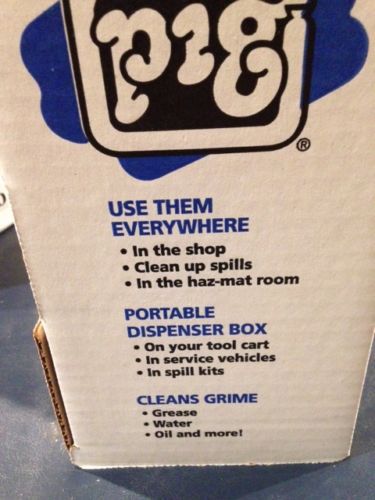 pig
®
USE THEM
EVERYWHERE
• In the shop
• Clean up spills
• In the haz-mat room
PORTABLE
DISPENSER BOX
• On your tool cart
• In service vehicles
• In spill kits
CLEANS GRIME
• Grease
• Water
• Oil and more!